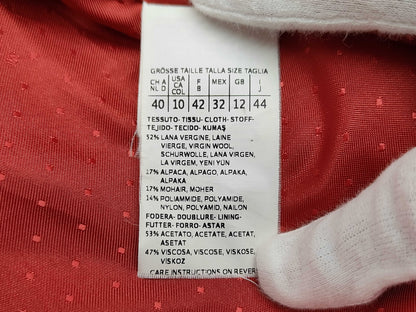 GRÖSSE TAILLE TALLA SIZE TAGLIA
CH A NL D USA CA COL F B MEX GB I J
40 10 42 32 12 44
TESSUTO-TISSU-CLOTH-STOFF-
TEJIDO-TECIDO-KUMAŞ
52% LANA VERGINE, LAINE
VIERGE, VIRGIN WOOL,
SCHURWOLLE, LANA VIRGEN,
LA VIRGEM, YENI YÜN
17% ALPACA, ALPAGO, ALPAKA,
ALPAKA
17% MOHAIR, MOHER
14% POLIAMMIDE, POLYAMIDE,
NYLON, POLYAMID, NAILON
FODERA- DOUBLURE- LINING-
FUTTER- FORRO- ASTAR
53% ACETATO, ACETATE, ACETAT,
ASETAT
47% VISCOSA, VISCOSE, VISKOSE,
VISKOZ
CARE INSTRUCTIONS ON REVERS